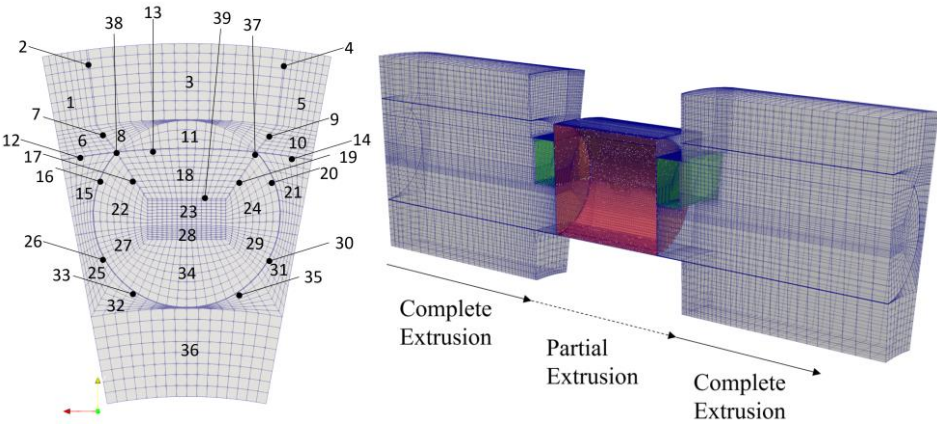 38 13 39 37
2 4
3
1 5
7 9
6 8 11 10
12 14
17 18 19
16 20
15 21
22 24
23
28
27 29
26 30
25 31
34
33 35
32
36
Complete
Extrusion
Partial
Extrusion
Complete
Extrusion